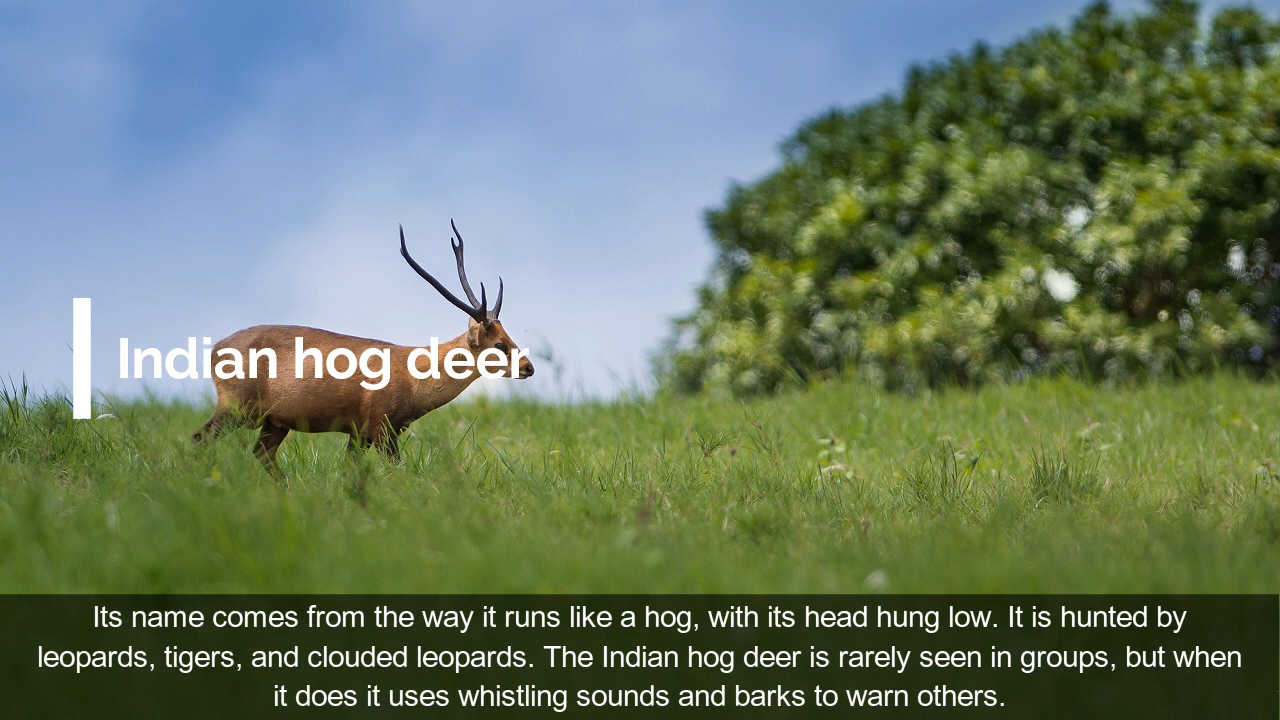 Indian hog deer
Its name comes from the way it runs like a hog, with its head hung low. It is hunted by
leopards, tigers, and clouded leopards. The Indian hog deer is rarely seen in groups, but when
it does it uses whistling sounds and barks to warn others.